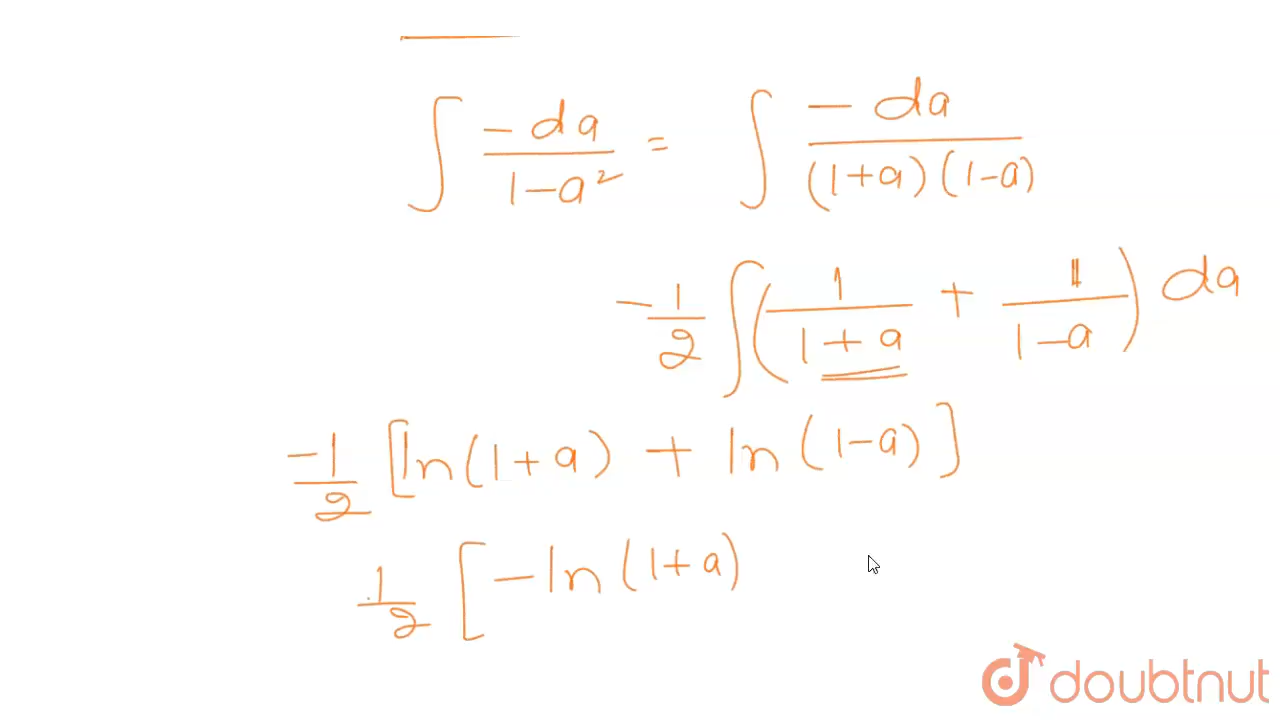 ∫ -da / 1-a² = ∫ - da / (1+a)(1-a)
-1/2 ∫ ( 1 / 1+a + 1 / 1-a ) da
-1/2 [ ln(1+a) + ln(1-a) ]
1/2 [ -ln(1+a)
doubtnut